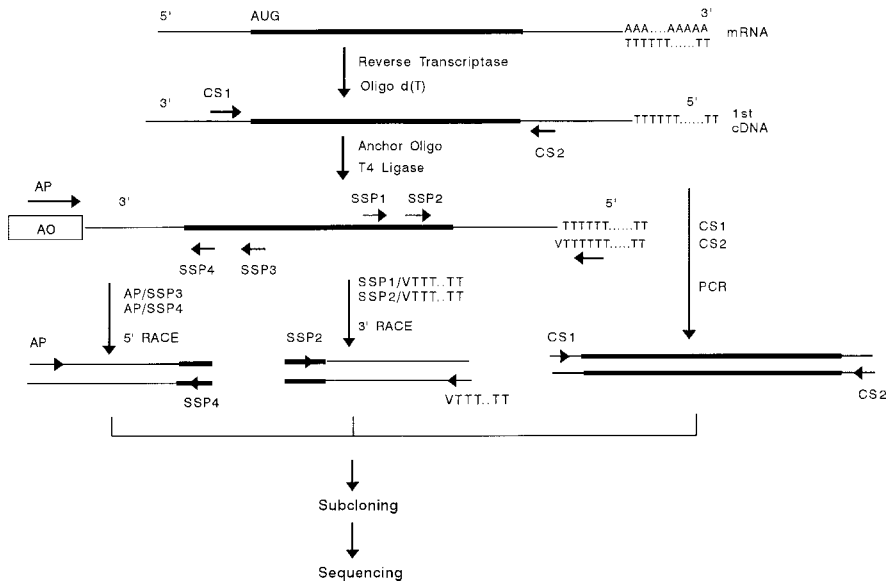 5' AUG 3'
AAA....AAAAA mRNA
TTTTTT......TT
Reverse Transcriptase
Oligo d(T)
3' CS1 5'
TTTTTT......TT 1st
cDNA
CS2
Anchor Oligo
T4 Ligase
AP 3' SSP1 SSP2 5'
AO TTTTTT......TT
VTTTTTT.....TT
SSP4 SSP3
CS1
CS2
PCR
AP/SSP3
AP/SSP4
5' RACE
SSP1/VTTT..TT
SSP2/VTTT..TT
3' RACE
AP SSP2 CS1
SSP4 VTTT..TT CS2
Subcloning
Sequencing